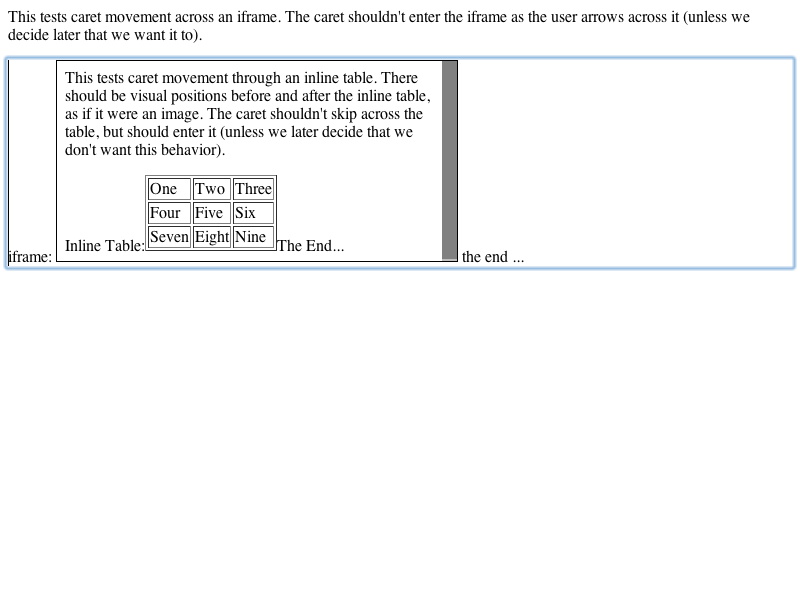 This tests caret movement across an iframe. The caret shouldn't enter the iframe as the user arrows across it (unless we
decide later that we want it to).
This tests caret movement through an inline table. There
should be visual positions before and after the inline table,
as if it were an image. The caret shouldn't skip across the
table, but should enter it (unless we later decide that we
don't want this behavior).
One Two Three
Four Five Six
Seven Eight Nine
Inline Table: The End...
iframe: the end ...